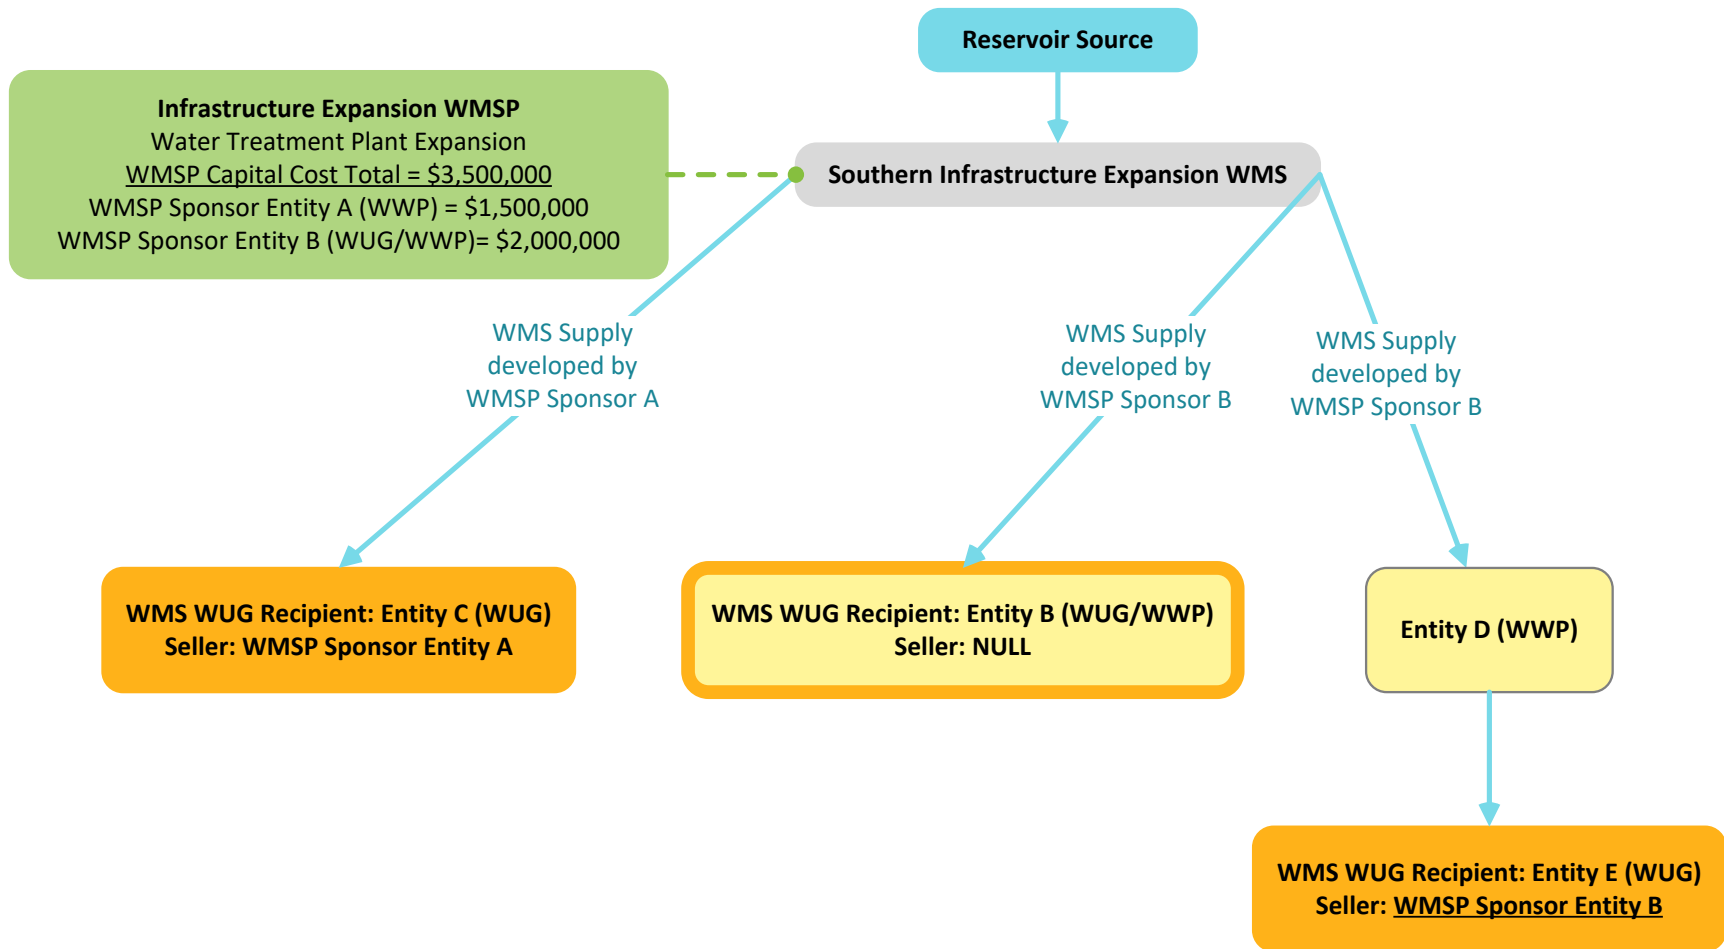 Reservoir Source
Infrastructure Expansion WMSP
Water Treatment Plant Expansion
WMSP Capital Cost Total = $3,500,000
WMSP Sponsor Entity A (WWP) = $1,500,000
WMSP Sponsor Entity B (WUG/WWP)= $2,000,000
Southern Infrastructure Expansion WMS
WMS Supply
developed by
WMSP Sponsor A
WMS Supply
developed by
WMSP Sponsor B
WMS Supply
developed by
WMSP Sponsor B
WMS WUG Recipient: Entity C (WUG)
Seller: WMSP Sponsor Entity A
WMS WUG Recipient: Entity B (WUG/WWP)
Seller: NULL
Entity D (WWP)
WMS WUG Recipient: Entity E (WUG)
Seller: WMSP Sponsor Entity B